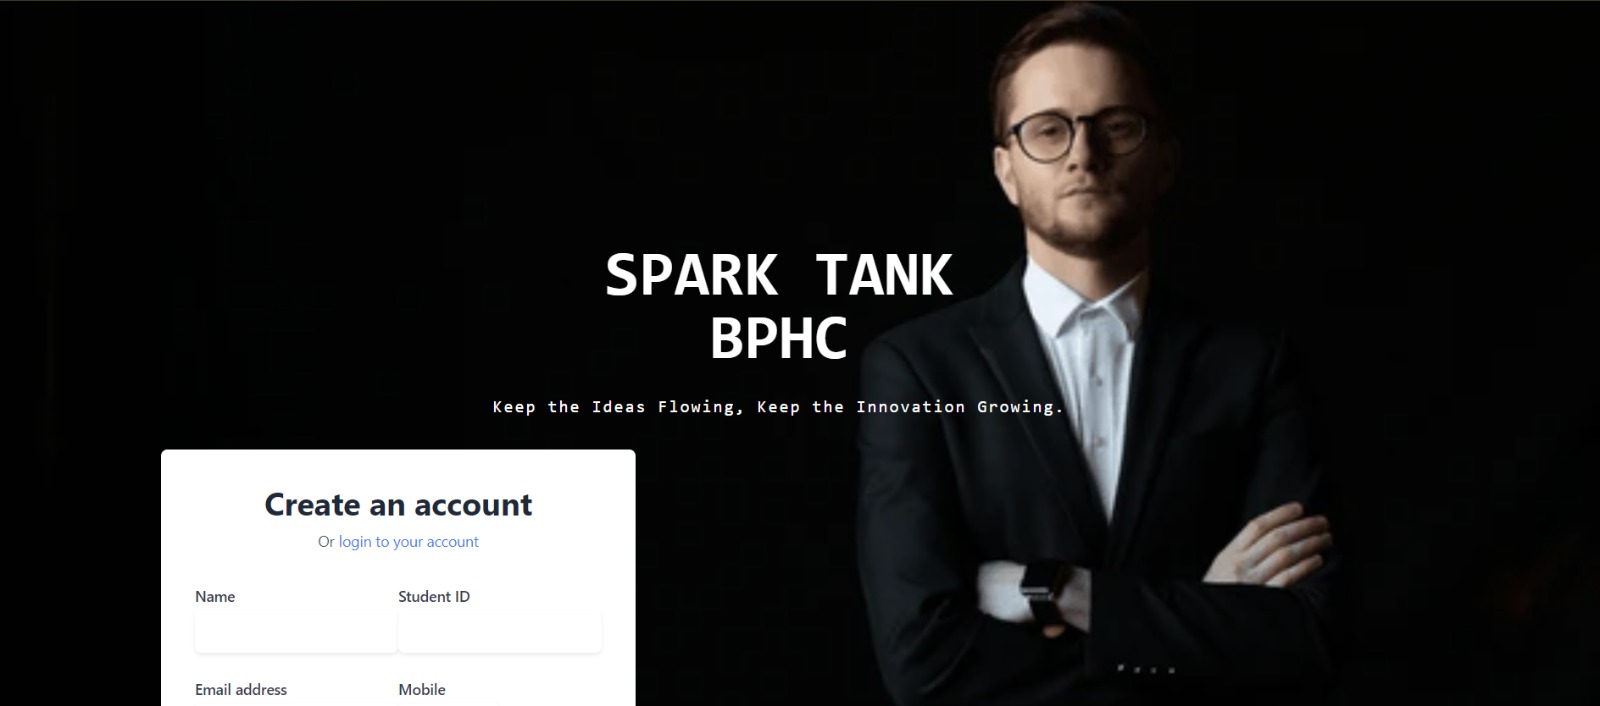 SPARK TANK
BPHC
Keep the Ideas Flowing, Keep the Innovation Growing.
Create an account
Or login to your account
Name Student ID
Email address Mobile